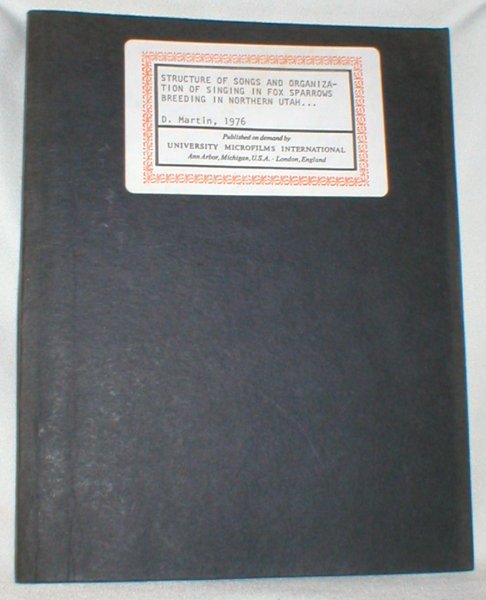 STRUCTURE OF SONGS AND ORGANIZA-
TION OF SINGING IN FOX SPARROWS
BREEDING IN NORTHERN UTAH...
D. Martin, 1976
Published on demand by
UNIVERSITY MICROFILMS INTERNATIONAL
Ann Arbor, Michigan, U.S.A. - London, England